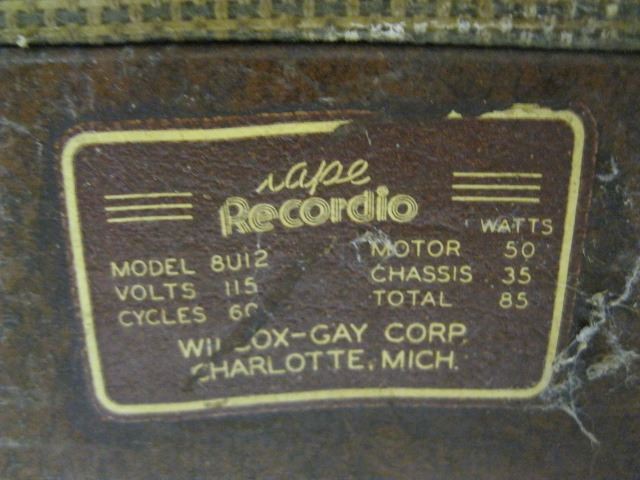 Tape
Recordio
WATTS
MODEL 8U12 MOTOR 50
VOLTS 115 CHASSIS 35
CYCLES 60 TOTAL 85
WILCOX-GAY CORP.
CHARLOTTE, MICH.